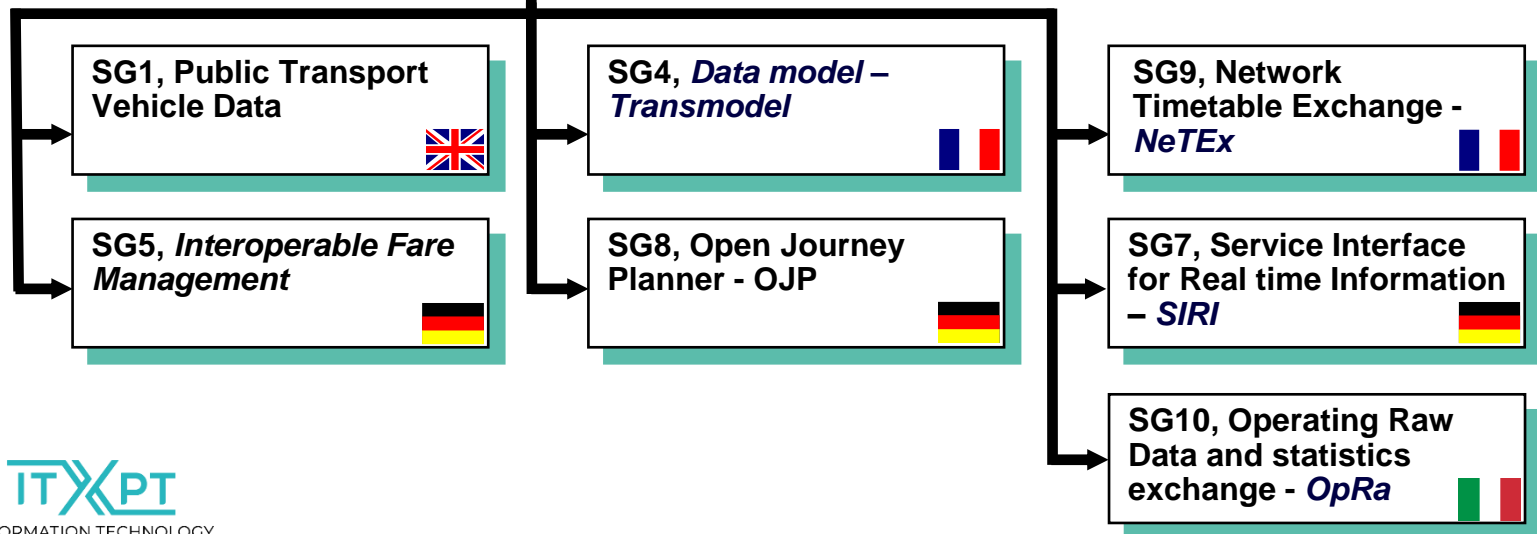 SG1, Public Transport
Vehicle Data
SG4, Data model –
Transmodel
SG9, Network
Timetable Exchange -
NeTEx
SG5, Interoperable Fare
Management
SG8, Open Journey
Planner - OJP
SG7, Service Interface
for Real time Information
– SIRI
SG10, Operating Raw
Data and statistics
exchange - OpRa
ITXPT
ORMATION TECHNOLOGY